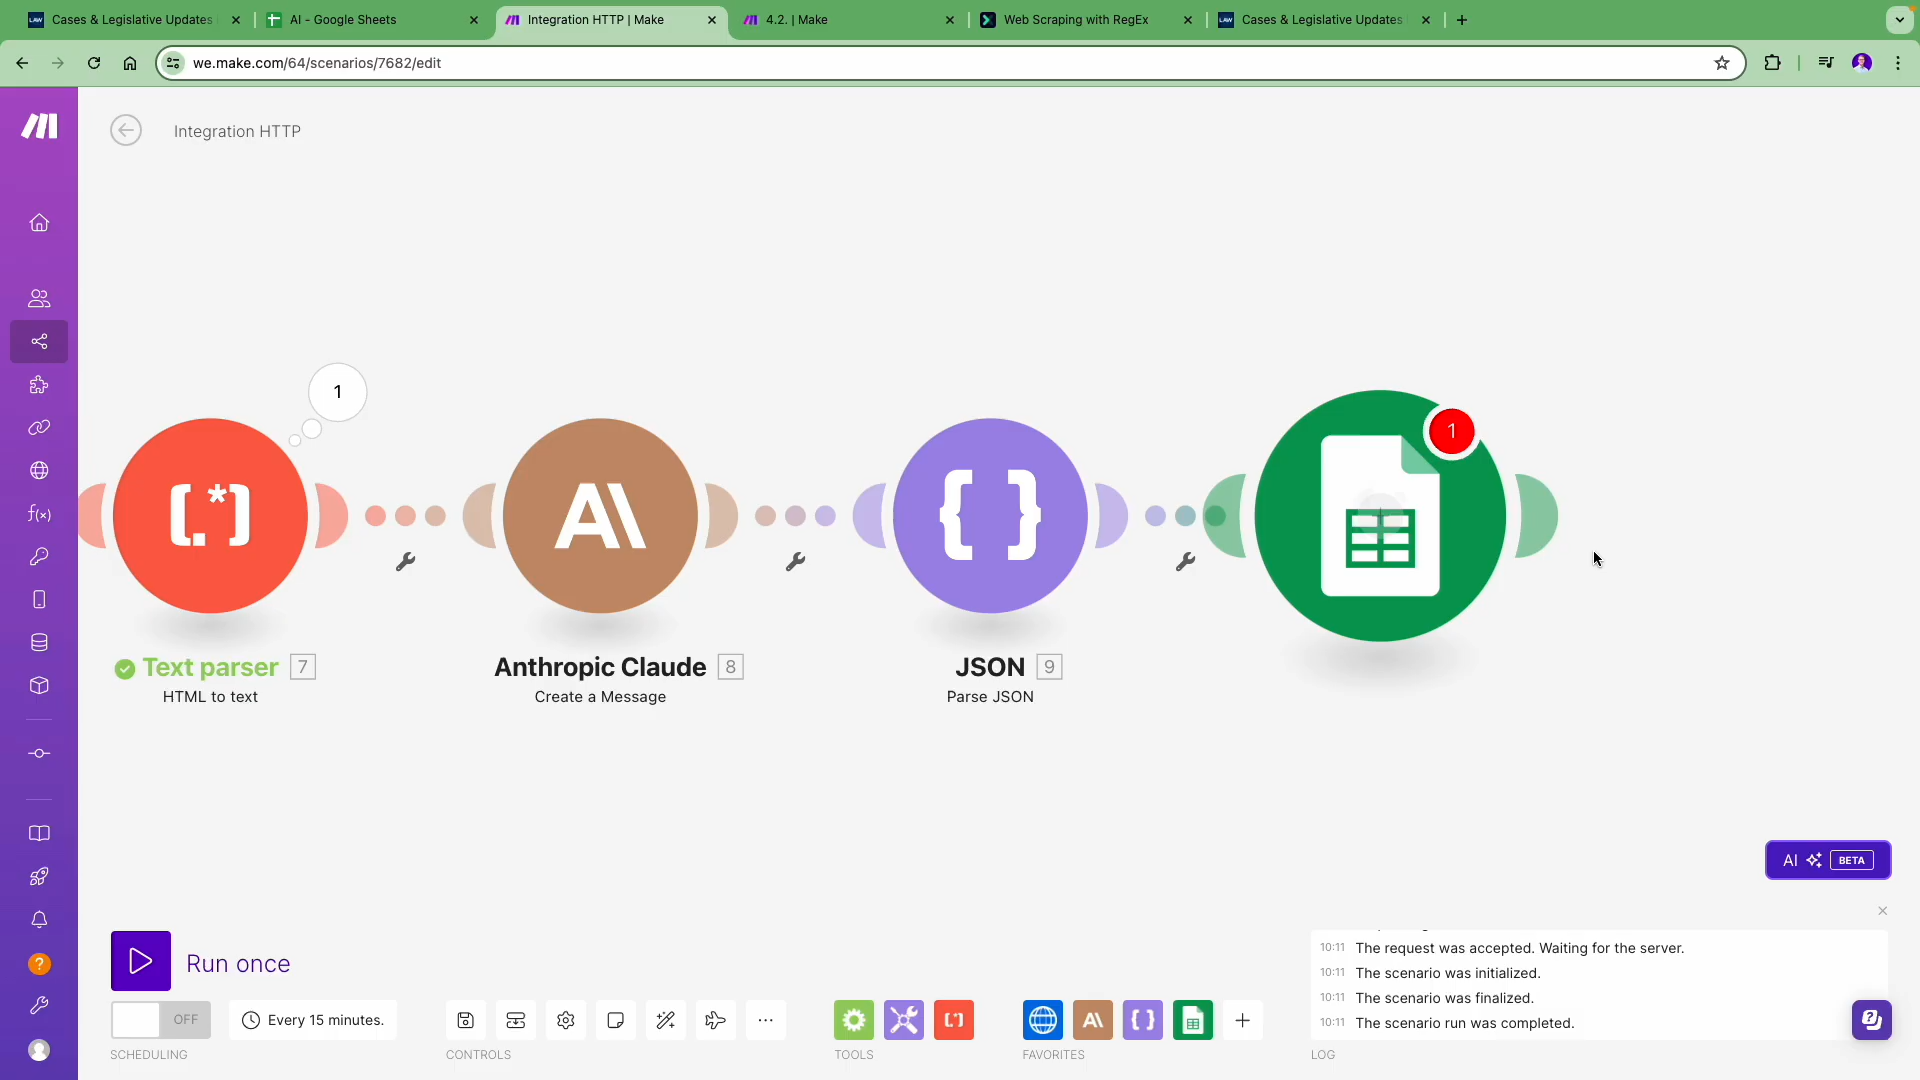 Cases & Legislative Updates
AI - Google Sheets
Integration HTTP | Make
4.2. | Make
Web Scraping with RegEx
Cases & Legislative Updates
we.make.com/64/scenarios/7682/edit
Integration HTTP
1
1
Text parser 7
HTML to text
Anthropic Claude 8
Create a Message
JSON 9
Parse JSON
AI BETA
Run once
10:11 The request was accepted. Waiting for the server.
10:11 The scenario was initialized.
10:11 The scenario was finalized.
10:11 The scenario run was completed.
OFF
Every 15 minutes.
SCHEDULING
CONTROLS
TOOLS
FAVORITES
LOG